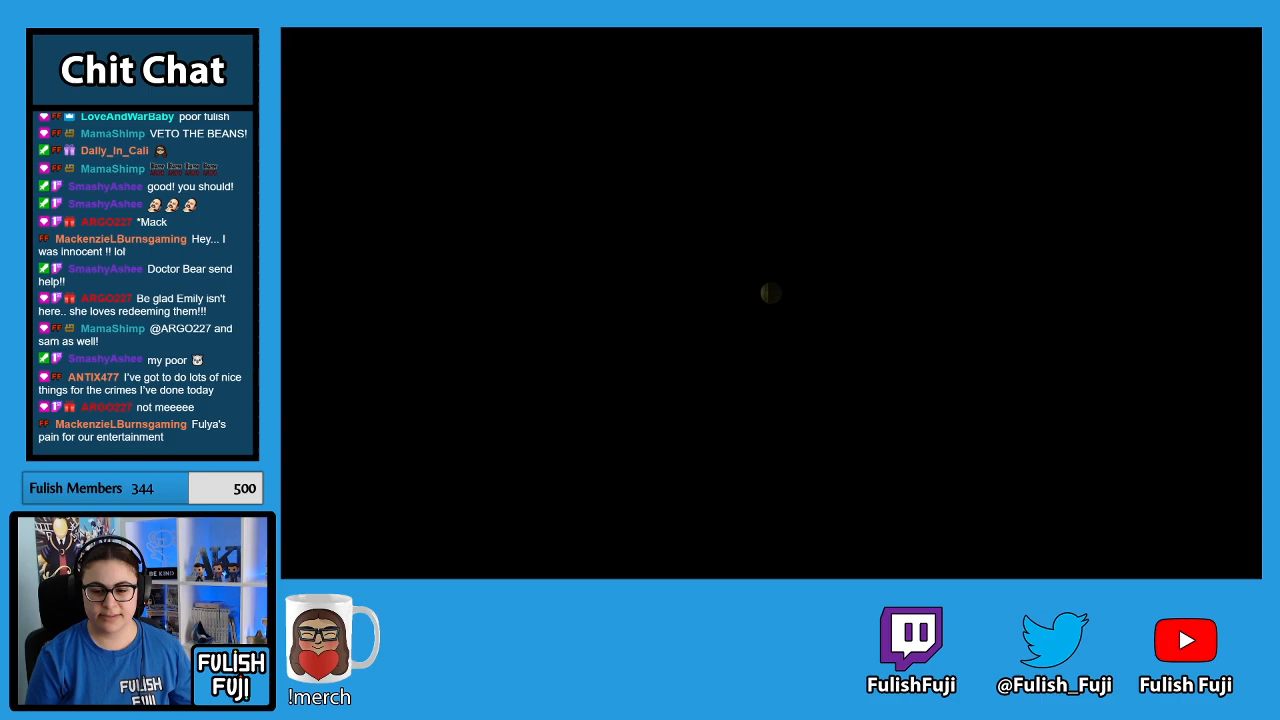 Chit Chat
LoveAndWarBaby poor fulish
MamaShimp VETO THE BEANS!
Dally_In_Cali
MamaShimp
SmashyAshee good! you should!
SmashyAshee
ARGO227 *Mack
MackenzieLBurnsgaming Hey... I
was innocent !! lol
SmashyAshee Doctor Bear send
help!!
ARGO227 Be glad Emily isn't
here.. she loves redeeming them!!!
MamaShimp @ARGO227 and
sam as well!
SmashyAshee my poor
ANTIX477 I've got to do lots of nice
things for the crimes I've done today
ARGO227 not meeeee
MackenzieLBurnsgaming Fulya's
pain for our entertainment
Fulish Members 344 500
BE KIND
FULISH
FUJI
FULISH
FUJI
!merch
FulishFuji
@Fulish_Fuji
Fulish Fuji